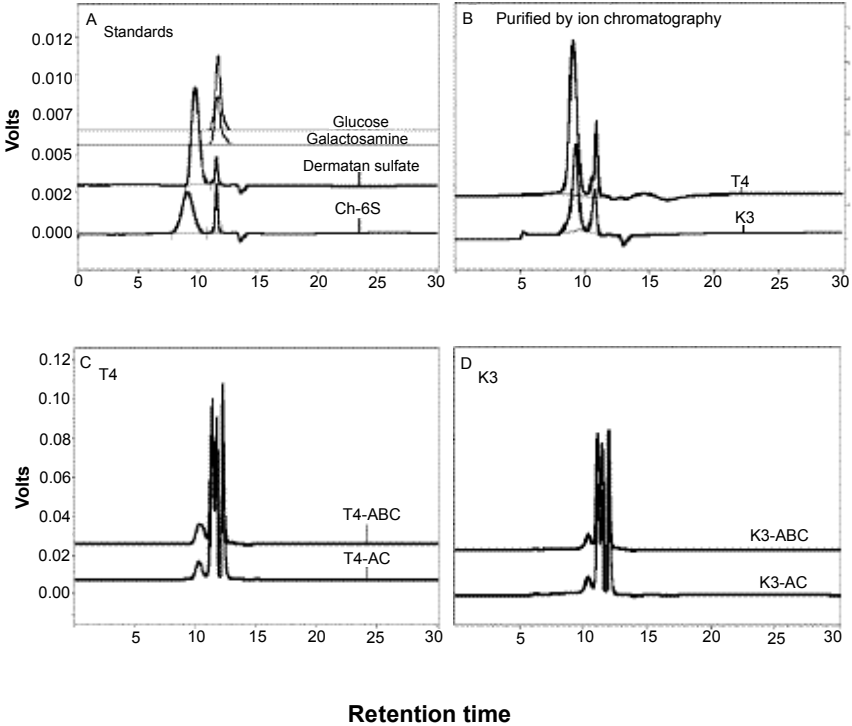 A
Standards
0.012
0.010
0.007
0.005
0.002
0.000
Volts
Glucose
Galactosamine
Dermatan sulfate
Ch-6S
0 5 10 15 20 25 30
B
Purified by ion chromatography
T4
K3
5 10 15 20 25 30
C
T4
0.12
0.10
0.08
0.06
0.04
0.02
0.00
Volts
T4-ABC
T4-AC
0 5 10 15 20 25 30
D
K3
K3-ABC
K3-AC
5 10 15 20 25 30
Retention time